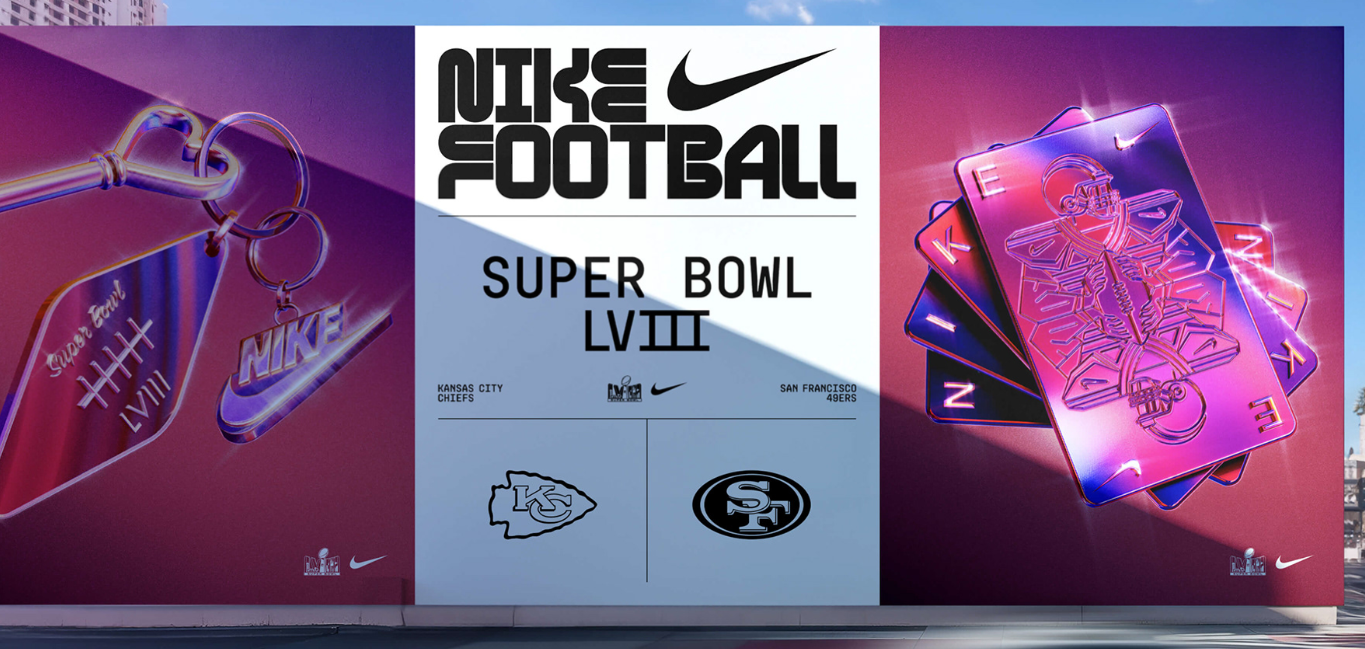 Super Bowl
LVIII
NIKE
NIKE
FOOTBALL
SUPER BOWL
LVIII
KANSAS CITY
CHIEFS
SAN FRANCISCO
49ERS
KC
SF
E
K
I
N
N
I
K
E